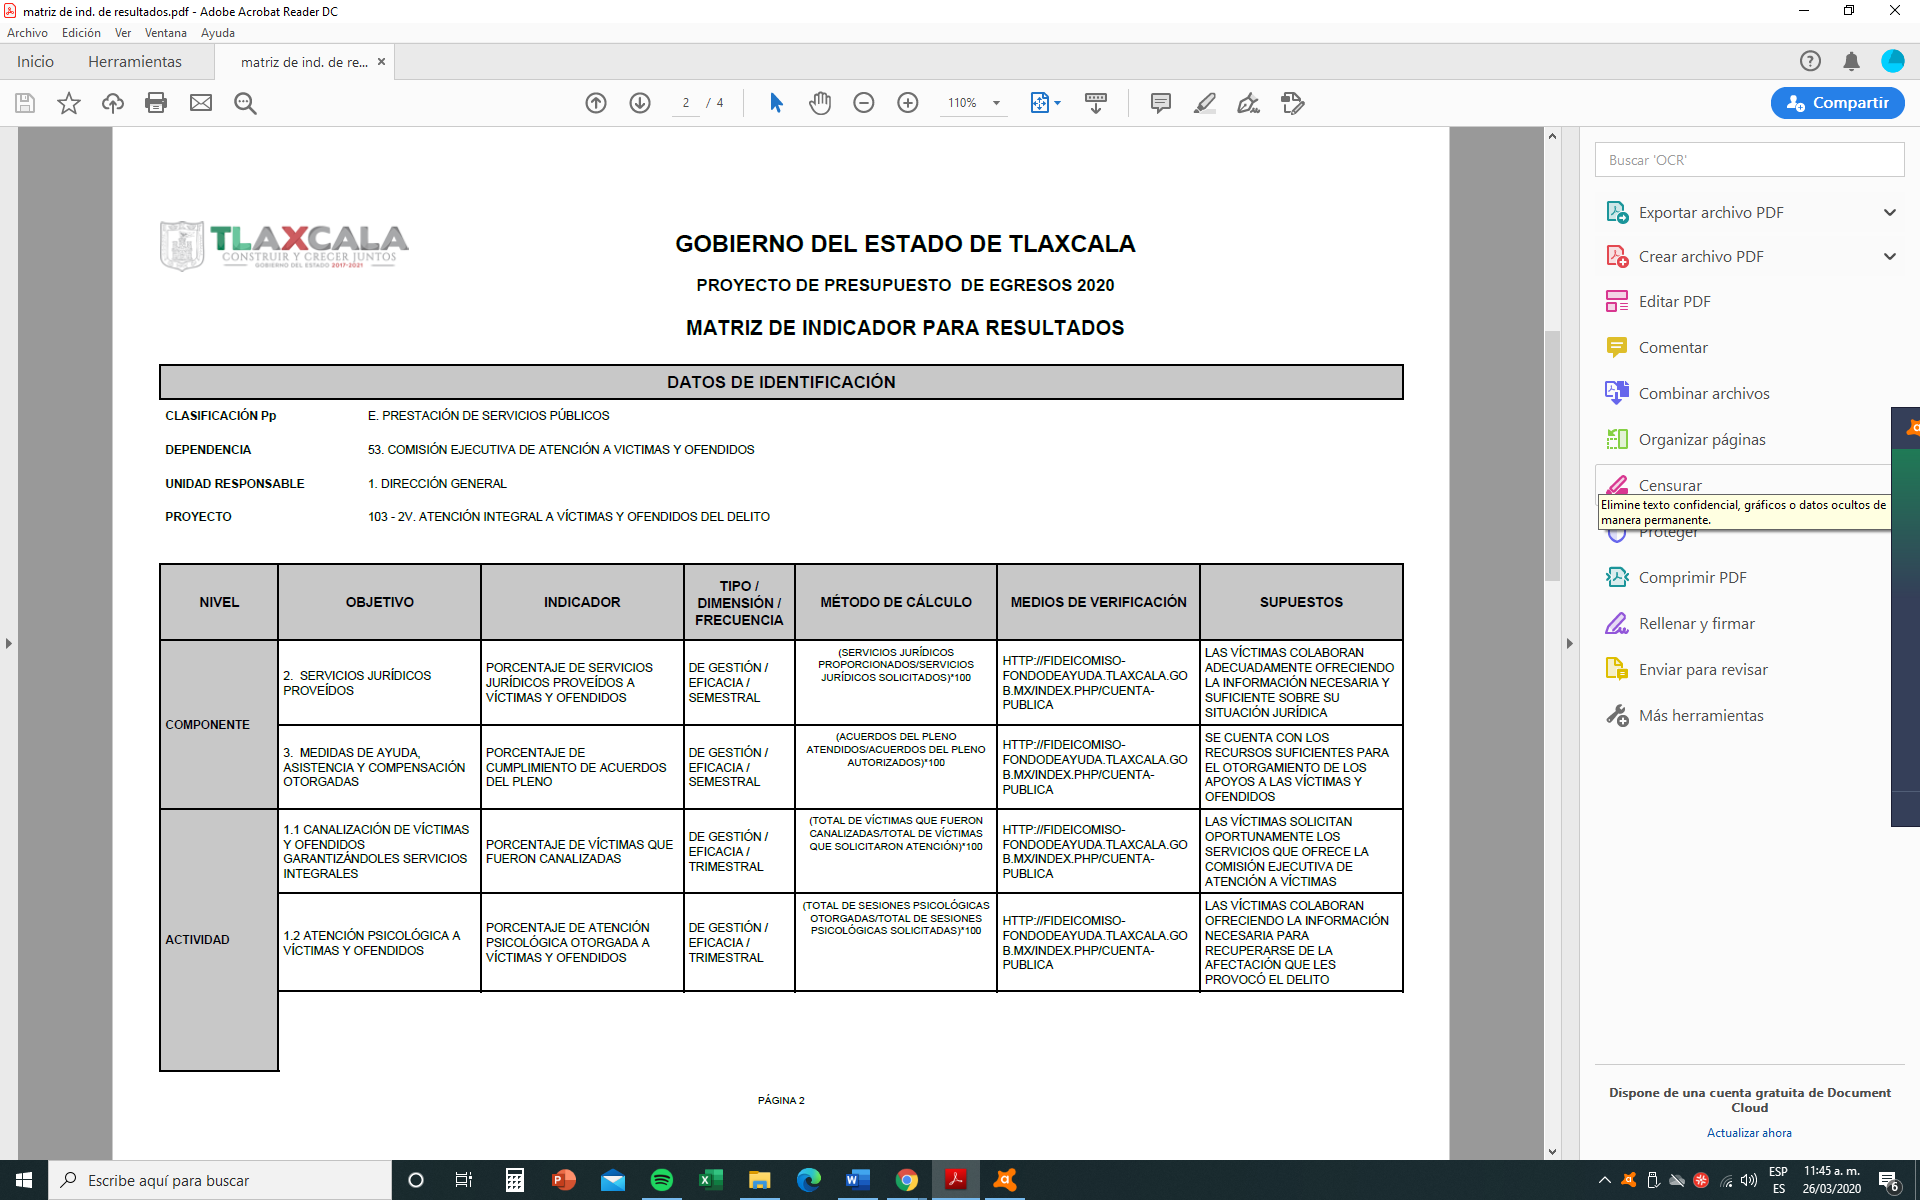 matriz de ind. de resultados.pdf - Adobe Acrobat Reader DC
Archivo Edición Ver Ventana Ayuda
Inicio Herramientas matriz de ind. de re... ×
2 / 4 110% Compartir
Buscar 'OCR'
Exportar archivo PDF
Crear archivo PDF
Editar PDF
Comentar
Combinar archivos
Organizar páginas
Censurar
Elimine texto confidencial, gráficos o datos ocultos de
manera permanente.
Proteger
Comprimir PDF
Rellenar y firmar
Enviar para revisar
Más herramientas
Dispone de una cuenta gratuita de Document
Cloud
Actualizar ahora
TLAXCALA
CONSTRUIR Y CRECER JUNTOS
GOBIERNO DEL ESTADO 2017-2021
GOBIERNO DEL ESTADO DE TLAXCALA
PROYECTO DE PRESUPUESTO DE EGRESOS 2020
MATRIZ DE INDICADOR PARA RESULTADOS
DATOS DE IDENTIFICACIÓN
CLASIFICACIÓN Pp E. PRESTACIÓN DE SERVICIOS PÚBLICOS
DEPENDENCIA 53. COMISIÓN EJECUTIVA DE ATENCIÓN A VICTIMAS Y OFENDIDOS
UNIDAD RESPONSABLE 1. DIRECCIÓN GENERAL
PROYECTO 103 - 2V. ATENCIÓN INTEGRAL A VÍCTIMAS Y OFENDIDOS DEL DELITO
NIVEL
OBJETIVO
INDICADOR
TIPO /
DIMENSIÓN /
FRECUENCIA
MÉTODO DE CÁLCULO
MEDIOS DE VERIFICACIÓN
SUPUESTOS
COMPONENTE
2. SERVICIOS JURÍDICOS
PROVEÍDOS
PORCENTAJE DE SERVICIOS
JURÍDICOS PROVEÍDOS A
VÍCTIMAS Y OFENDIDOS
DE GESTIÓN /
EFICACIA /
SEMESTRAL
(SERVICIOS JURÍDICOS
PROPORCIONADOS/SERVICIOS
JURÍDICOS SOLICITADOS)*100
HTTP://FIDEICOMISO-
FONDODEAYUDA.TLAXCALA.GO
B.MX/INDEX.PHP/CUENTA-
PUBLICA
LAS VÍCTIMAS COLABORAN
ADECUADAMENTE OFRECIENDO
LA INFORMACIÓN NECESARIA Y
SUFICIENTE SOBRE SU
SITUACIÓN JURÍDICA
3. MEDIDAS DE AYUDA,
ASISTENCIA Y COMPENSACIÓN
OTORGADAS
PORCENTAJE DE
CUMPLIMIENTO DE ACUERDOS
DEL PLENO
DE GESTIÓN /
EFICACIA /
SEMESTRAL
(ACUERDOS DEL PLENO
ATENDIDOS/ACUERDOS DEL PLENO
AUTORIZADOS)*100
HTTP://FIDEICOMISO-
FONDODEAYUDA.TLAXCALA.GO
B.MX/INDEX.PHP/CUENTA-
PUBLICA
SE CUENTA CON LOS
RECURSOS SUFICIENTES PARA
EL OTORGAMIENTO DE LOS
APOYOS A LAS VÍCTIMAS Y
OFENDIDOS
ACTIVIDAD
1.1 CANALIZACIÓN DE VÍCTIMAS
Y OFENDIDOS
GARANTIZÁNDOLES SERVICIOS
INTEGRALES
PORCENTAJE DE VÍCTIMAS QUE
FUERON CANALIZADAS
DE GESTIÓN /
EFICACIA /
TRIMESTRAL
(TOTAL DE VÍCTIMAS QUE FUERON
CANALIZADAS/TOTAL DE VÍCTIMAS
QUE SOLICITARON ATENCIÓN)*100
HTTP://FIDEICOMISO-
FONDODEAYUDA.TLAXCALA.GO
B.MX/INDEX.PHP/CUENTA-
PUBLICA
LAS VÍCTIMAS SOLICITAN
OPORTUNAMENTE LOS
SERVICIOS QUE OFRECE LA
COMISIÓN EJECUTIVA DE
ATENCIÓN A VÍCTIMAS
1.2 ATENCIÓN PSICOLÓGICA A
VÍCTIMAS Y OFENDIDOS
PORCENTAJE DE ATENCIÓN
PSICOLÓGICA OTORGADA A
VÍCTIMAS Y OFENDIDOS
DE GESTIÓN /
EFICACIA /
TRIMESTRAL
(TOTAL DE SESIONES PSICOLÓGICAS
OTORGADAS/TOTAL DE SESIONES
PSICOLÓGICAS SOLICITADAS)*100
HTTP://FIDEICOMISO-
FONDODEAYUDA.TLAXCALA.GO
B.MX/INDEX.PHP/CUENTA-
PUBLICA
LAS VÍCTIMAS COLABORAN
OFRECIENDO LA INFORMACIÓN
NECESARIA PARA
RECUPERARSE DE LA
AFECTACIÓN QUE LES
PROVOCÓ EL DELITO
PÁGINA 2
Escribe aquí para buscar
ESP
ES
11:45 a. m.
26/03/2020
6